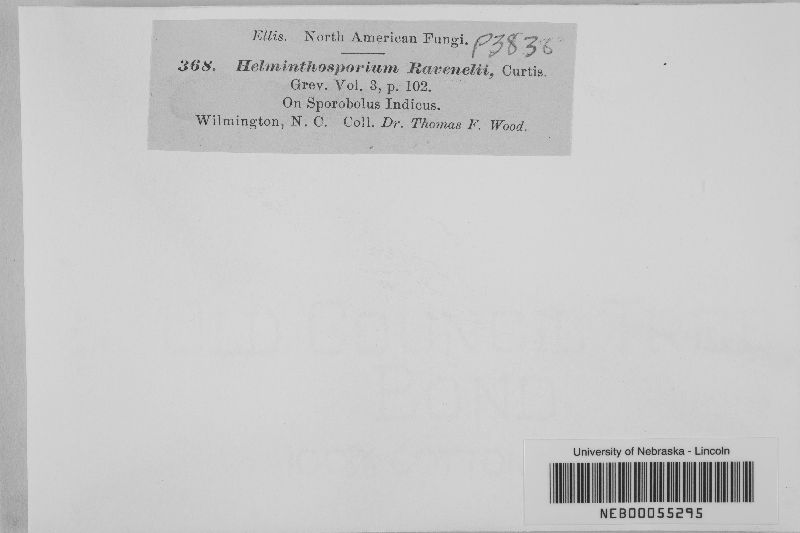 Ellis. North American Fungi. P3836
368. Helminthosporium Ravenelii, Curtis.
Grev. Vol. 3, p. 102.
On Sporobolus Indicus.
Wilmington, N. C. Coll. Dr. Thomas F. Wood.
University of Nebraska - Lincoln
NEB00055295